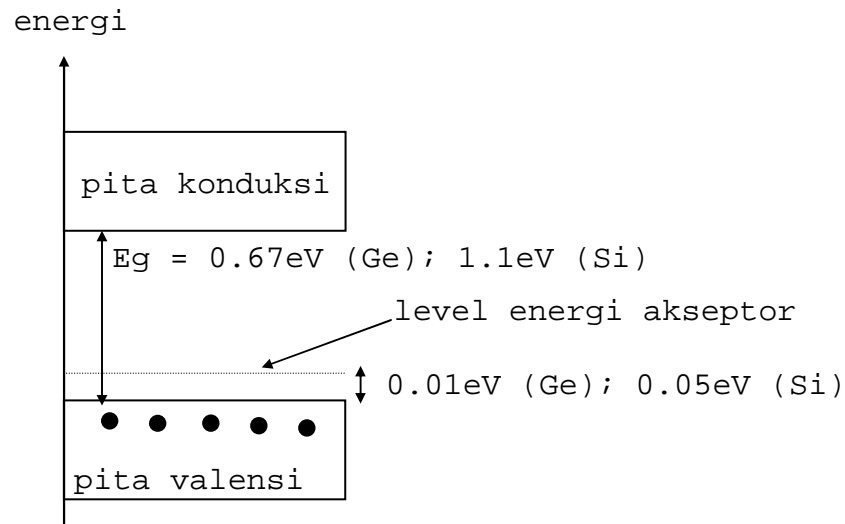 energi
pita konduksi
Eg = 0.67eV (Ge); 1.1eV (Si)
level energi akseptor
0.01eV (Ge); 0.05eV (Si)
pita valensi